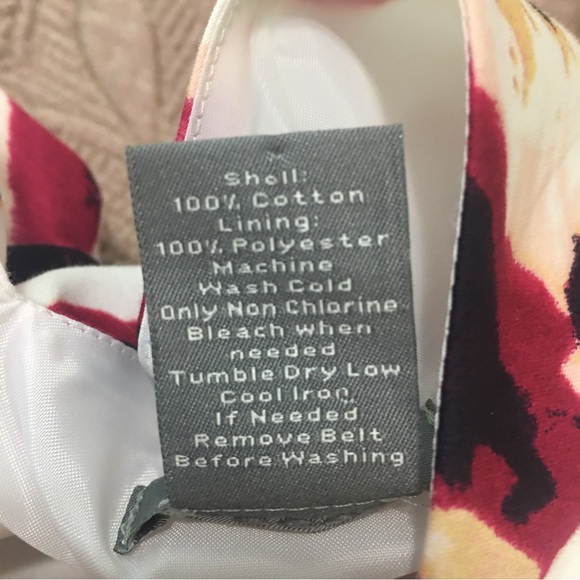 Shell:
100% Cotton
Lining:
100% Polyester
Machine
Wash Cold
Only Non Chlorine
Bleach when
needed
Tumble Dry Low
Cool Iron,
If Needed
Remove Belt
Before Washing